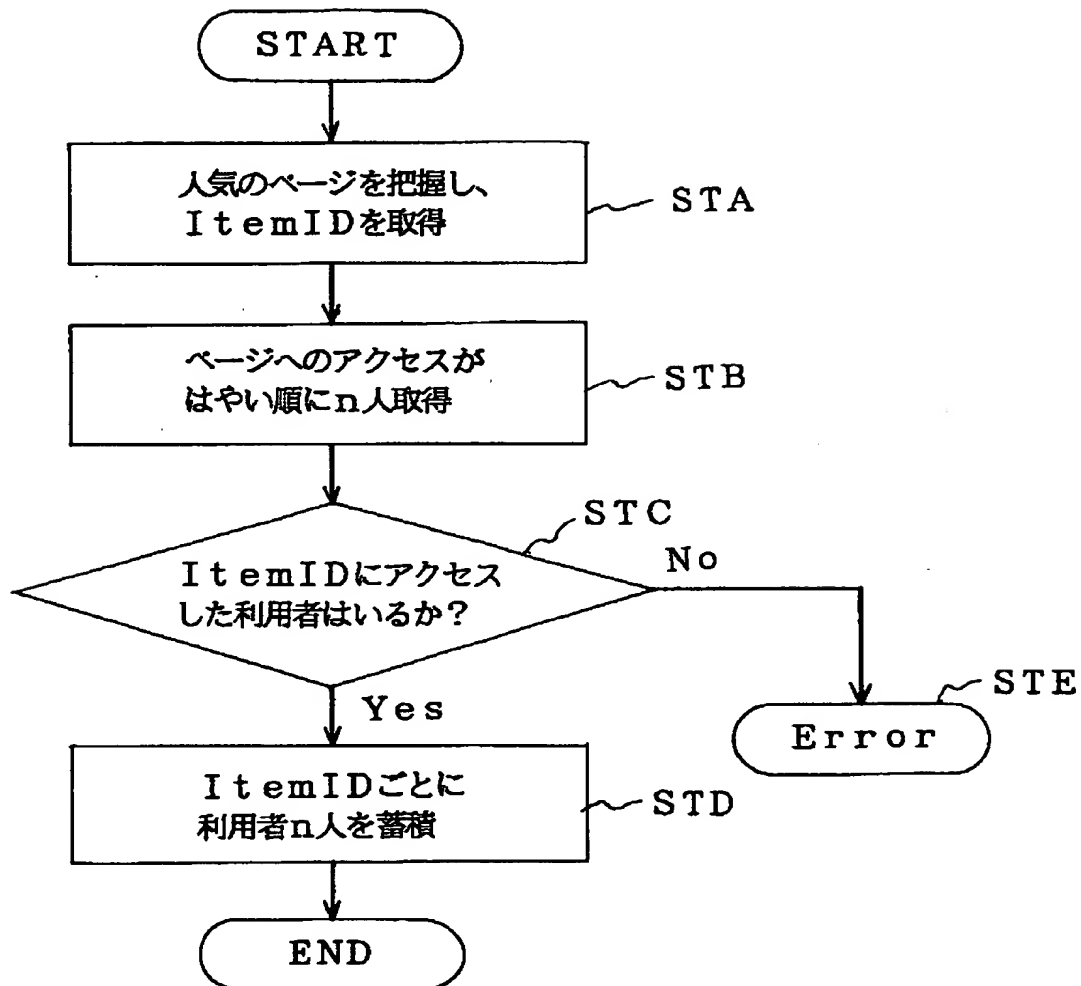 START
人気のページを把握し、
ItemIDを取得
STA
ページへのアクセスが
はやい順にn人取得
STB
STC
ItemIDにアクセス
した利用者はいるか？
No
Yes
STE
Error
ItemIDごとに
利用者n人を蓄積
STD
END